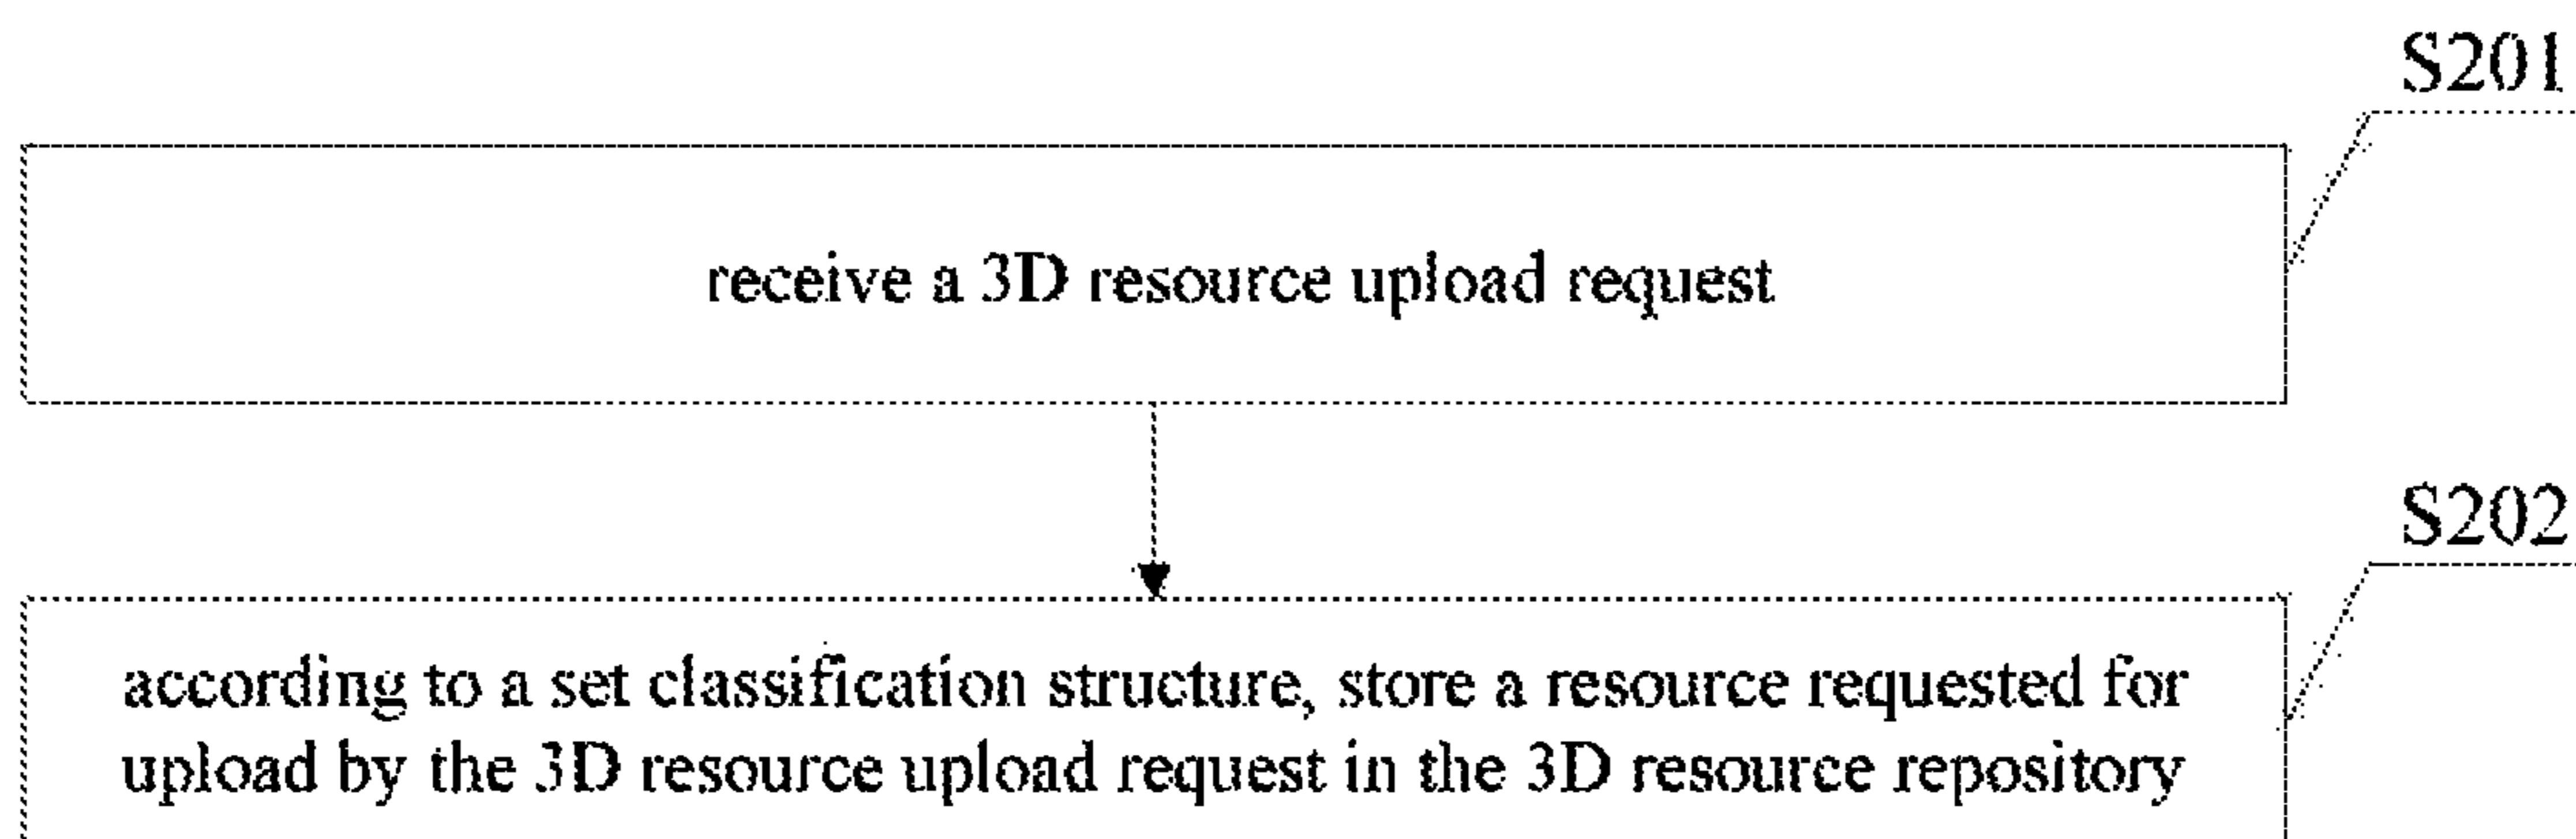 S201
receive a 3D resource upload request
S202
according to a set classification structure, store a resource requested for
upload by the 3D resource upload request in the 3D resource repository